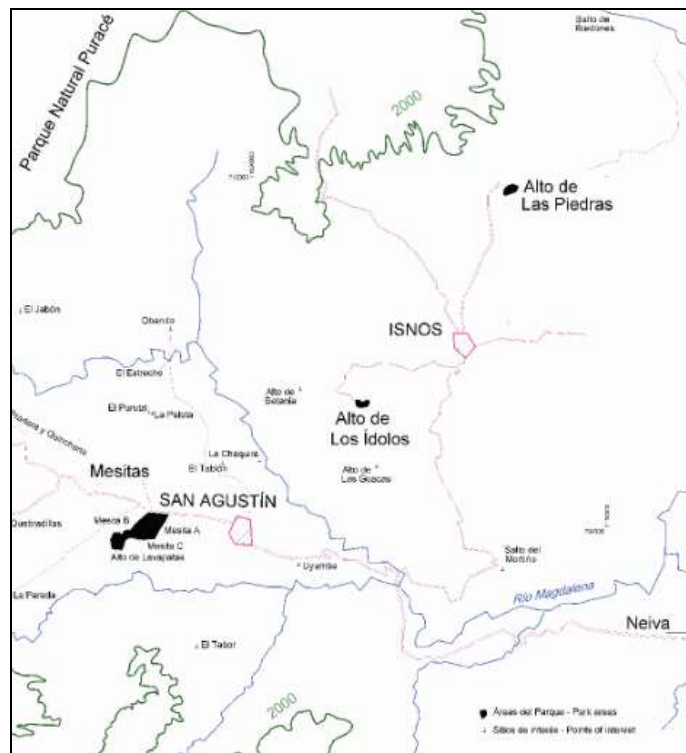 Salto de
Bordones
Parque Natural Puracé
2000
Alto de
Las Piedras
El Jabón
Obando
ISNOS
El Estrecho
Alto de
Betania
El Purutal
La Pelota
Alto de
Los Ídolos
La Chaquira
El Tablón
Mesitas
Alto de
Las Guacas
SAN AGUSTÍN
Quebradillas
Mesita B
Mesita A
Mesita C
Alto de Lavapatas
Salto del
Mortiño
Uyumbe
La Parada
Río Magdalena
Neiva
El Tabor
2000
Áreas del Parque - Park areas
Sitios de interés - Points of interest